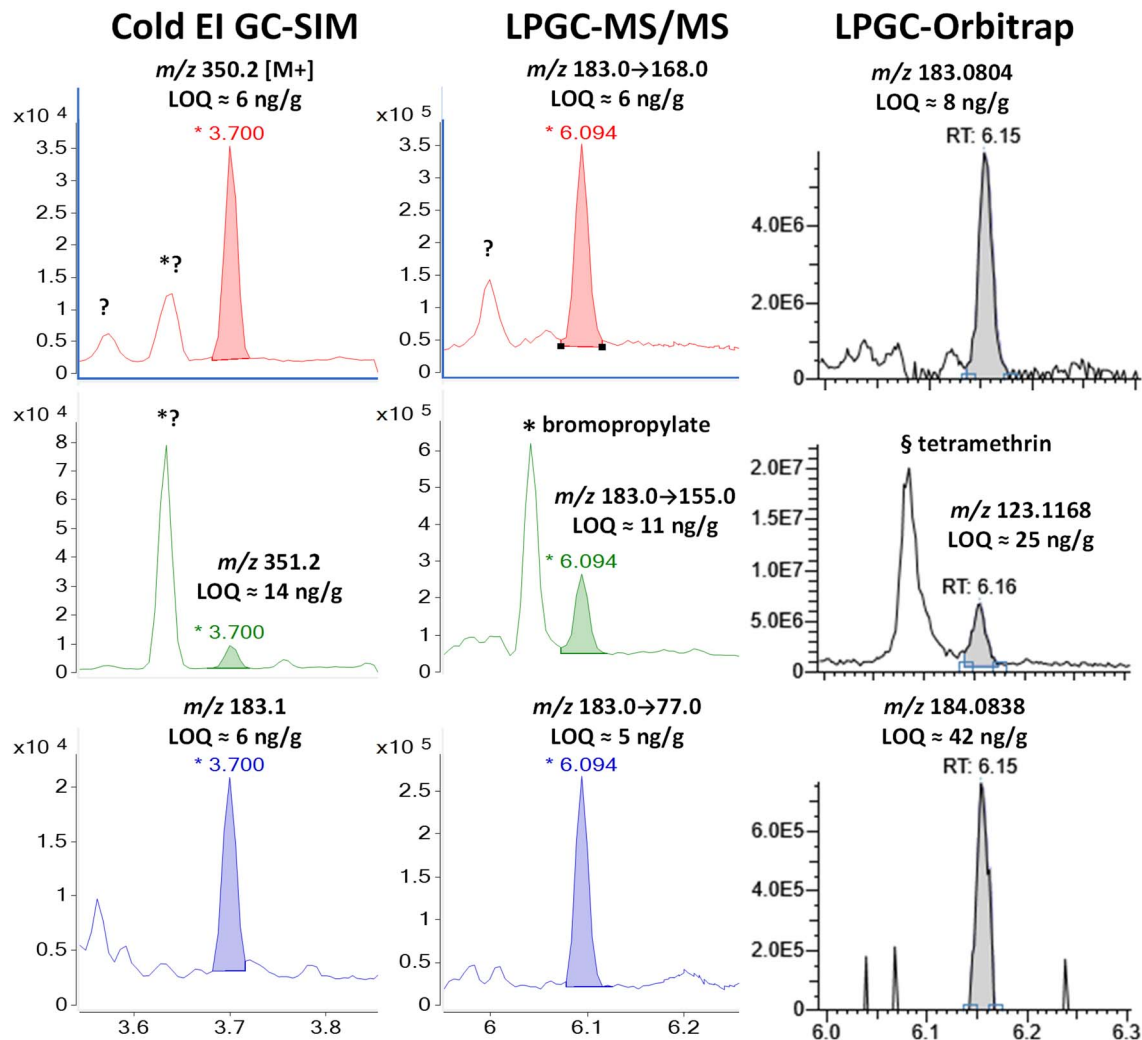 Cold EI GC-SIM
LPGC-MS/MS
LPGC-Orbitrap
m/z 350.2 [M+]
LOQ ≈ 6 ng/g
x10 4
* 3.700
3.5
3
2.5
2
1.5
1
0.5
0
?
*?
m/z 183.0→168.0
LOQ ≈ 6 ng/g
x10 5
* 6.094
3.5
3
2.5
2
1.5
1
0.5
0
?
m/z 183.0804
LOQ ≈ 8 ng/g
RT: 6.15
4.0E6
2.0E6
0
x10 4
*?
8
7
6
5
4
3
2
1
0
m/z 351.2
LOQ ≈ 14 ng/g
* 3.700
x10 5
* bromopropylate
6
5
4
3
2
1
0
m/z 183.0→155.0
LOQ ≈ 11 ng/g
* 6.094
§ tetramethrin
2.0E7
1.5E7
1.0E7
5.0E6
0
m/z 123.1168
LOQ ≈ 25 ng/g
RT: 6.16
m/z 183.1
LOQ ≈ 6 ng/g
x10 4
* 3.700
2
1.5
1
0.5
0
3.6 3.7 3.8
m/z 183.0→77.0
LOQ ≈ 5 ng/g
x10 5
* 6.094
2.5
2
1.5
1
0.5
0
6 6.1 6.2
m/z 184.0838
LOQ ≈ 42 ng/g
RT: 6.15
6.0E5
4.0E5
2.0E5
0
6.0 6.1 6.2 6.3